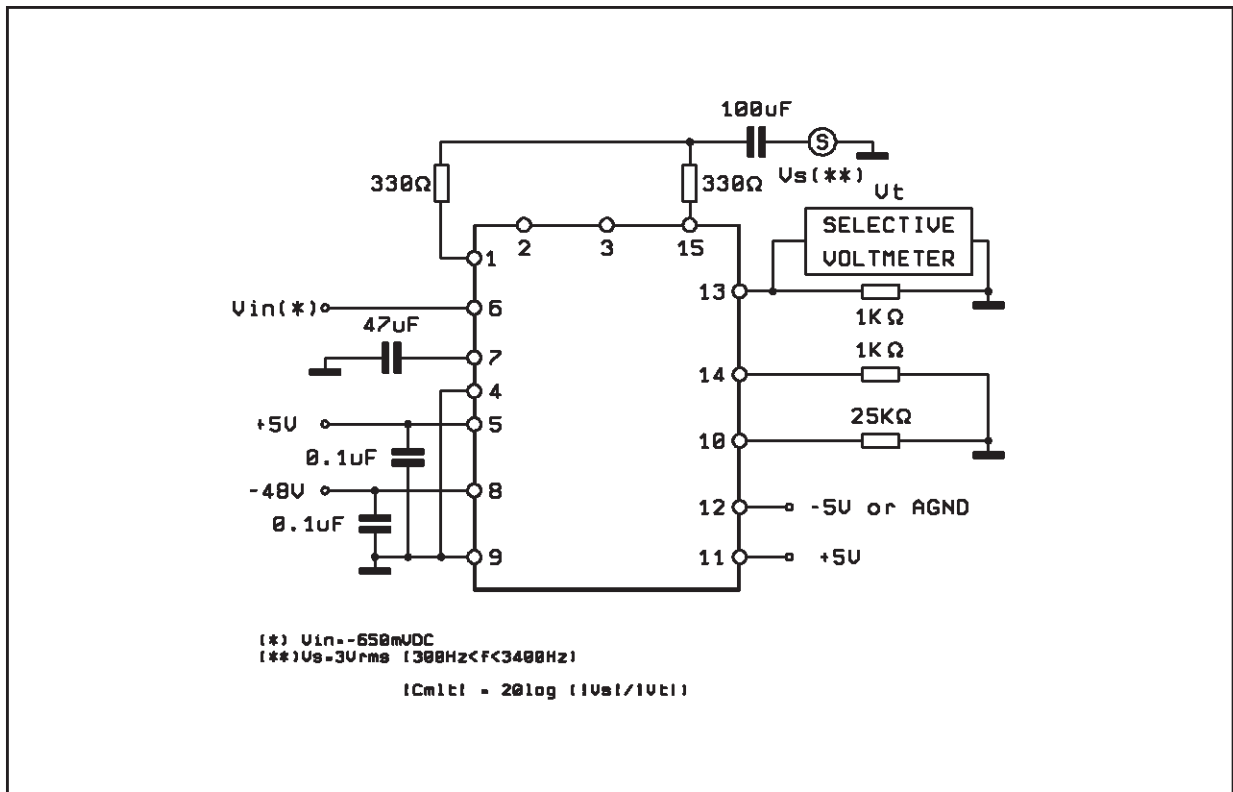 100uF
S
330Ω
330Ω
Vs(**)
Vt
SELECTIVE
VOLTMETER
2
3
15
1
13
Vin(*)
6
1KΩ
47uF
7
1KΩ
14
4
+5V
5
25KΩ
10
0.1uF
-48V
8
12
-5V or AGND
0.1uF
9
11
+5V
(*) Vin=-650mVDC
(**)Vs=3Vrms (300Hz<f<3400Hz)
|Cmlt| = 20log (|Vs|/|Vt|)